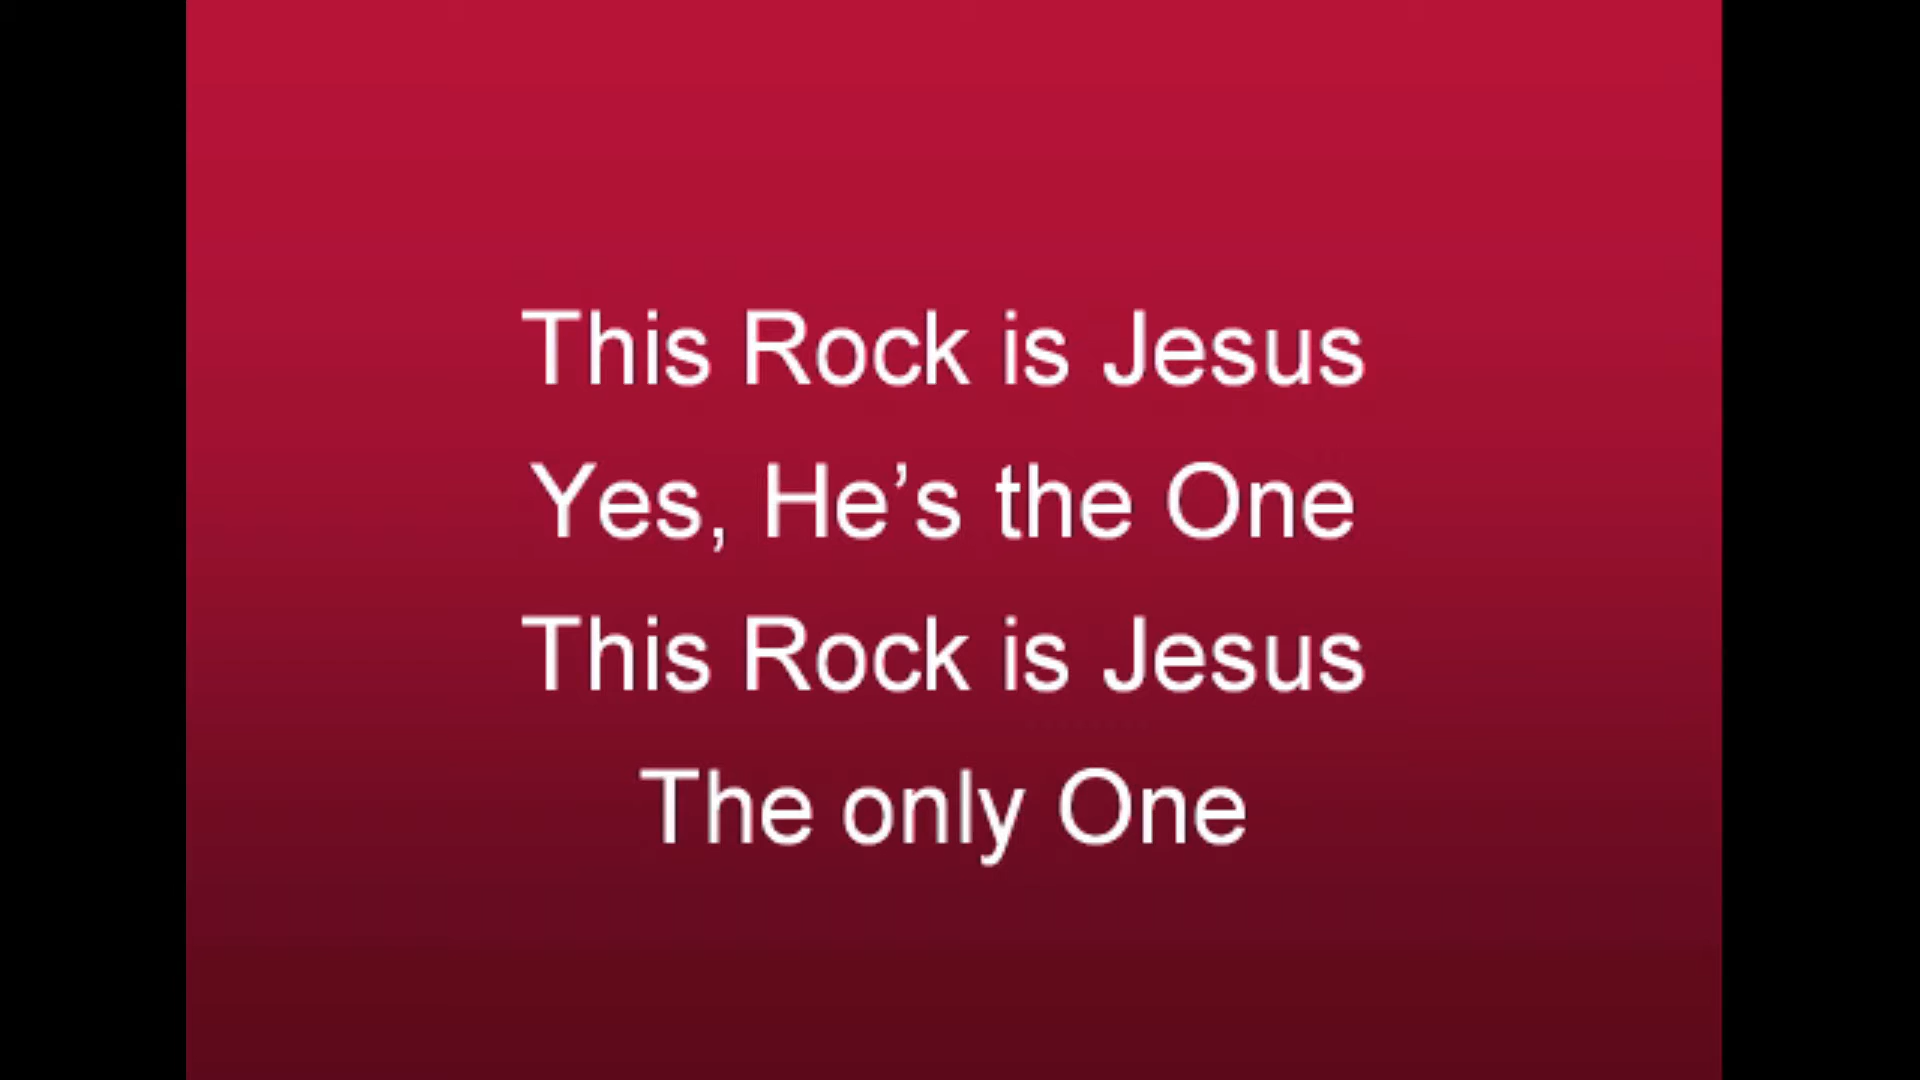 This Rock is Jesus
Yes, He’s the One
This Rock is Jesus
The only One